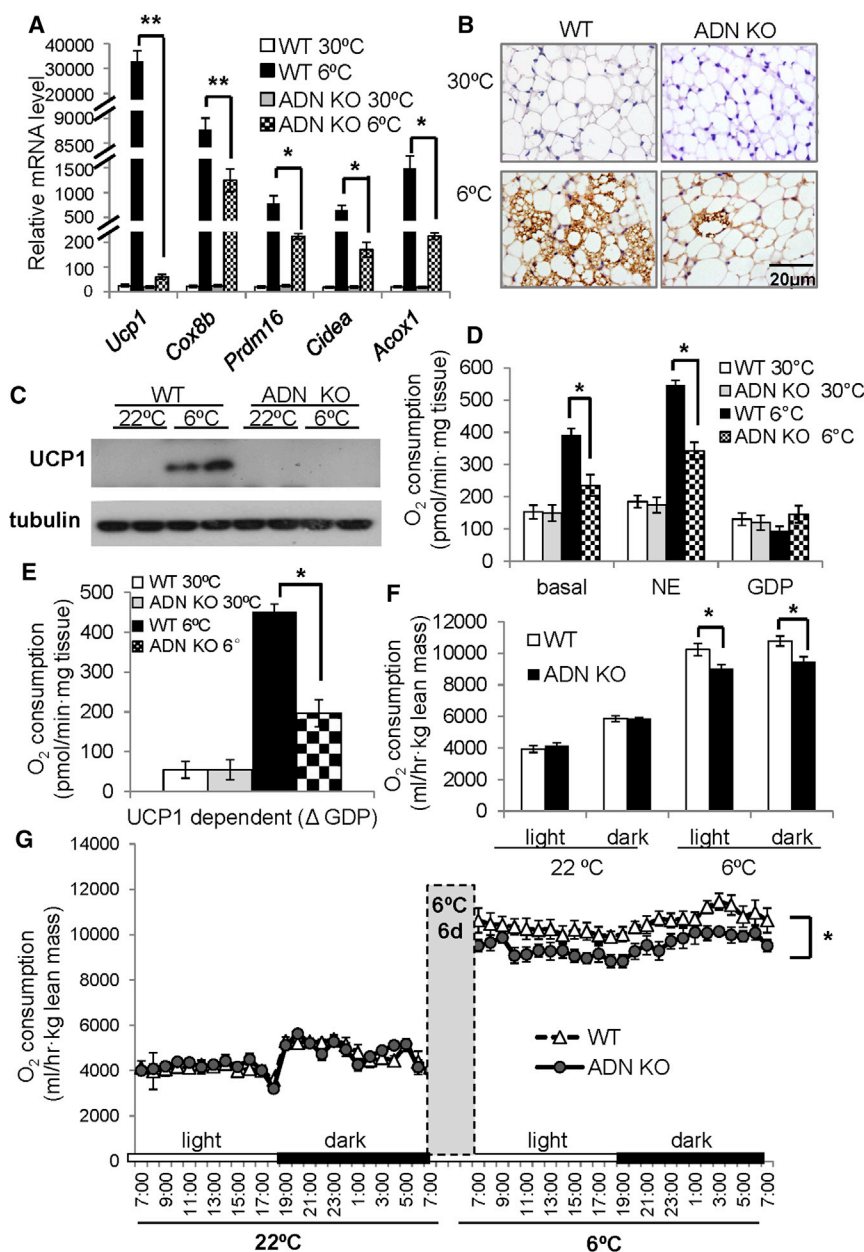 A
Relative mRNA level
40000
30000
20000
9000
8500
1500
1000
500
200
100
0
WT 30ºC
WT 6ºC
ADN KO 30ºC
ADN KO 6ºC
**
**
*
*
*
Ucp1
Cox8b
Prdm16
Cidea
Acox1
B
WT
ADN KO
30ºC
6ºC
20µm
C
WT
ADN KO
22ºC
6ºC
22ºC
6ºC
UCP1
tubulin
D
O2 consumption
(pmol/min·mg tissue)
600
500
400
300
200
100
0
WT 30°C
ADN KO 30°C
WT 6°C
ADN KO 6°C
*
*
basal
NE
GDP
E
O2 consumption
(pmol/min·mg tissue)
500
400
300
200
100
0
WT 30ºC
ADN KO 30ºC
WT 6ºC
ADN KO 6°
*
UCP1 dependent (Δ GDP)
F
O2 consumption
(ml/hr·kg lean mass)
12000
10000
8000
6000
4000
2000
0
WT
ADN KO
*
*
light
dark
light
dark
22 ºC
6ºC
G
O2 consumption
(ml/hr·kg lean mass)
14000
12000
10000
8000
6000
4000
2000
0
6ºC
6d
*
WT
ADN KO
light
dark
light
dark
7:00
9:00
11:00
13:00
15:00
17:00
19:00
21:00
23:00
1:00
3:00
5:00
7:00
7:00
9:00
11:00
13:00
15:00
17:00
19:00
21:00
23:00
1:00
3:00
5:00
7:00
22ºC
6ºC